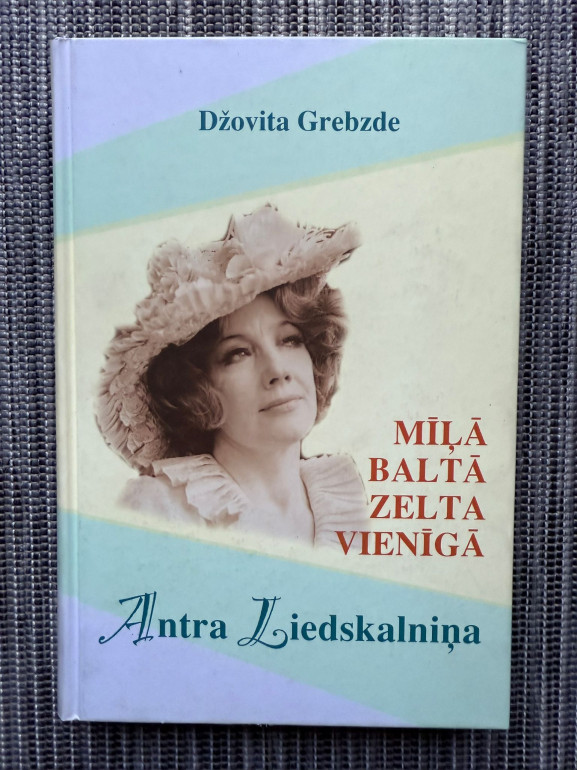 Džovita Grebzde
MĪĻĀ
BALTĀ
ZELTA
VIENĪGĀ
Antra Liedskalniņa